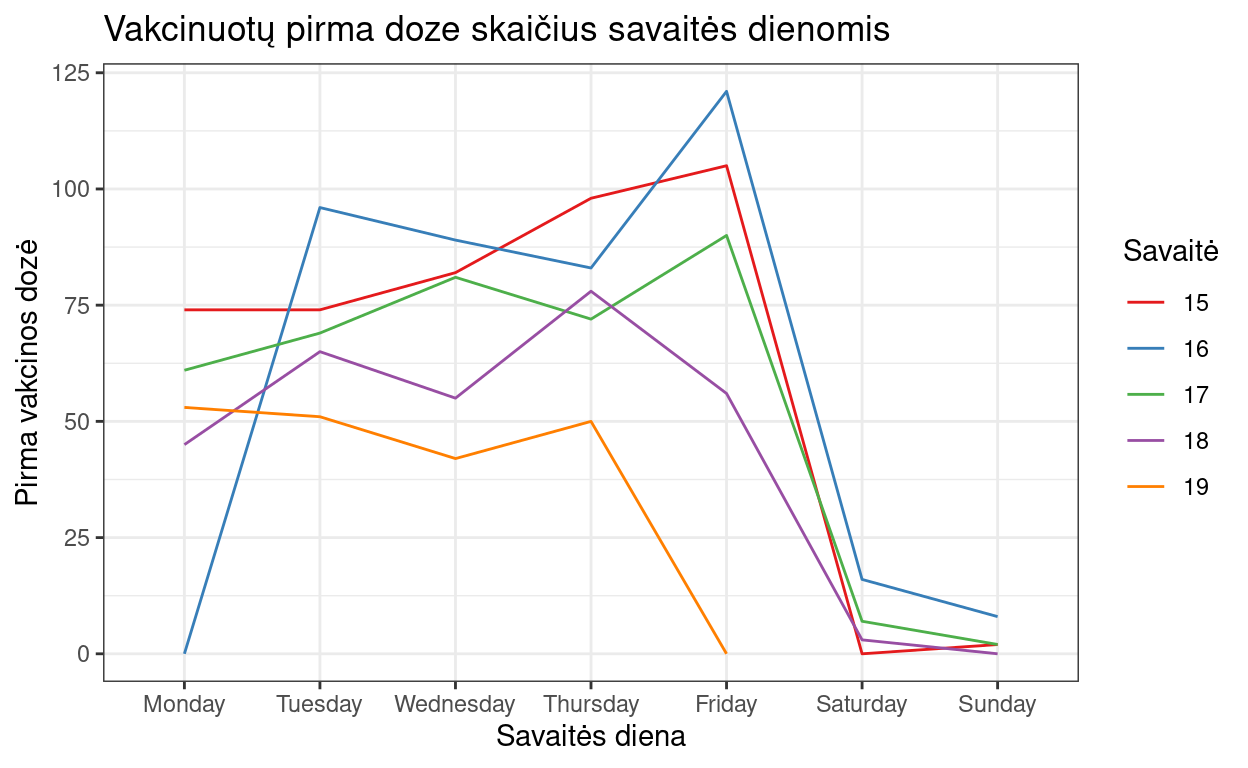 Vakcinuotų pirma doze skaičius savaitės dienomis
Pirma vakcinos dozė
125
100
75
50
25
0
Monday Tuesday Wednesday Thursday Friday Saturday Sunday
Savaitės diena
Savaitė
15
16
17
18
19